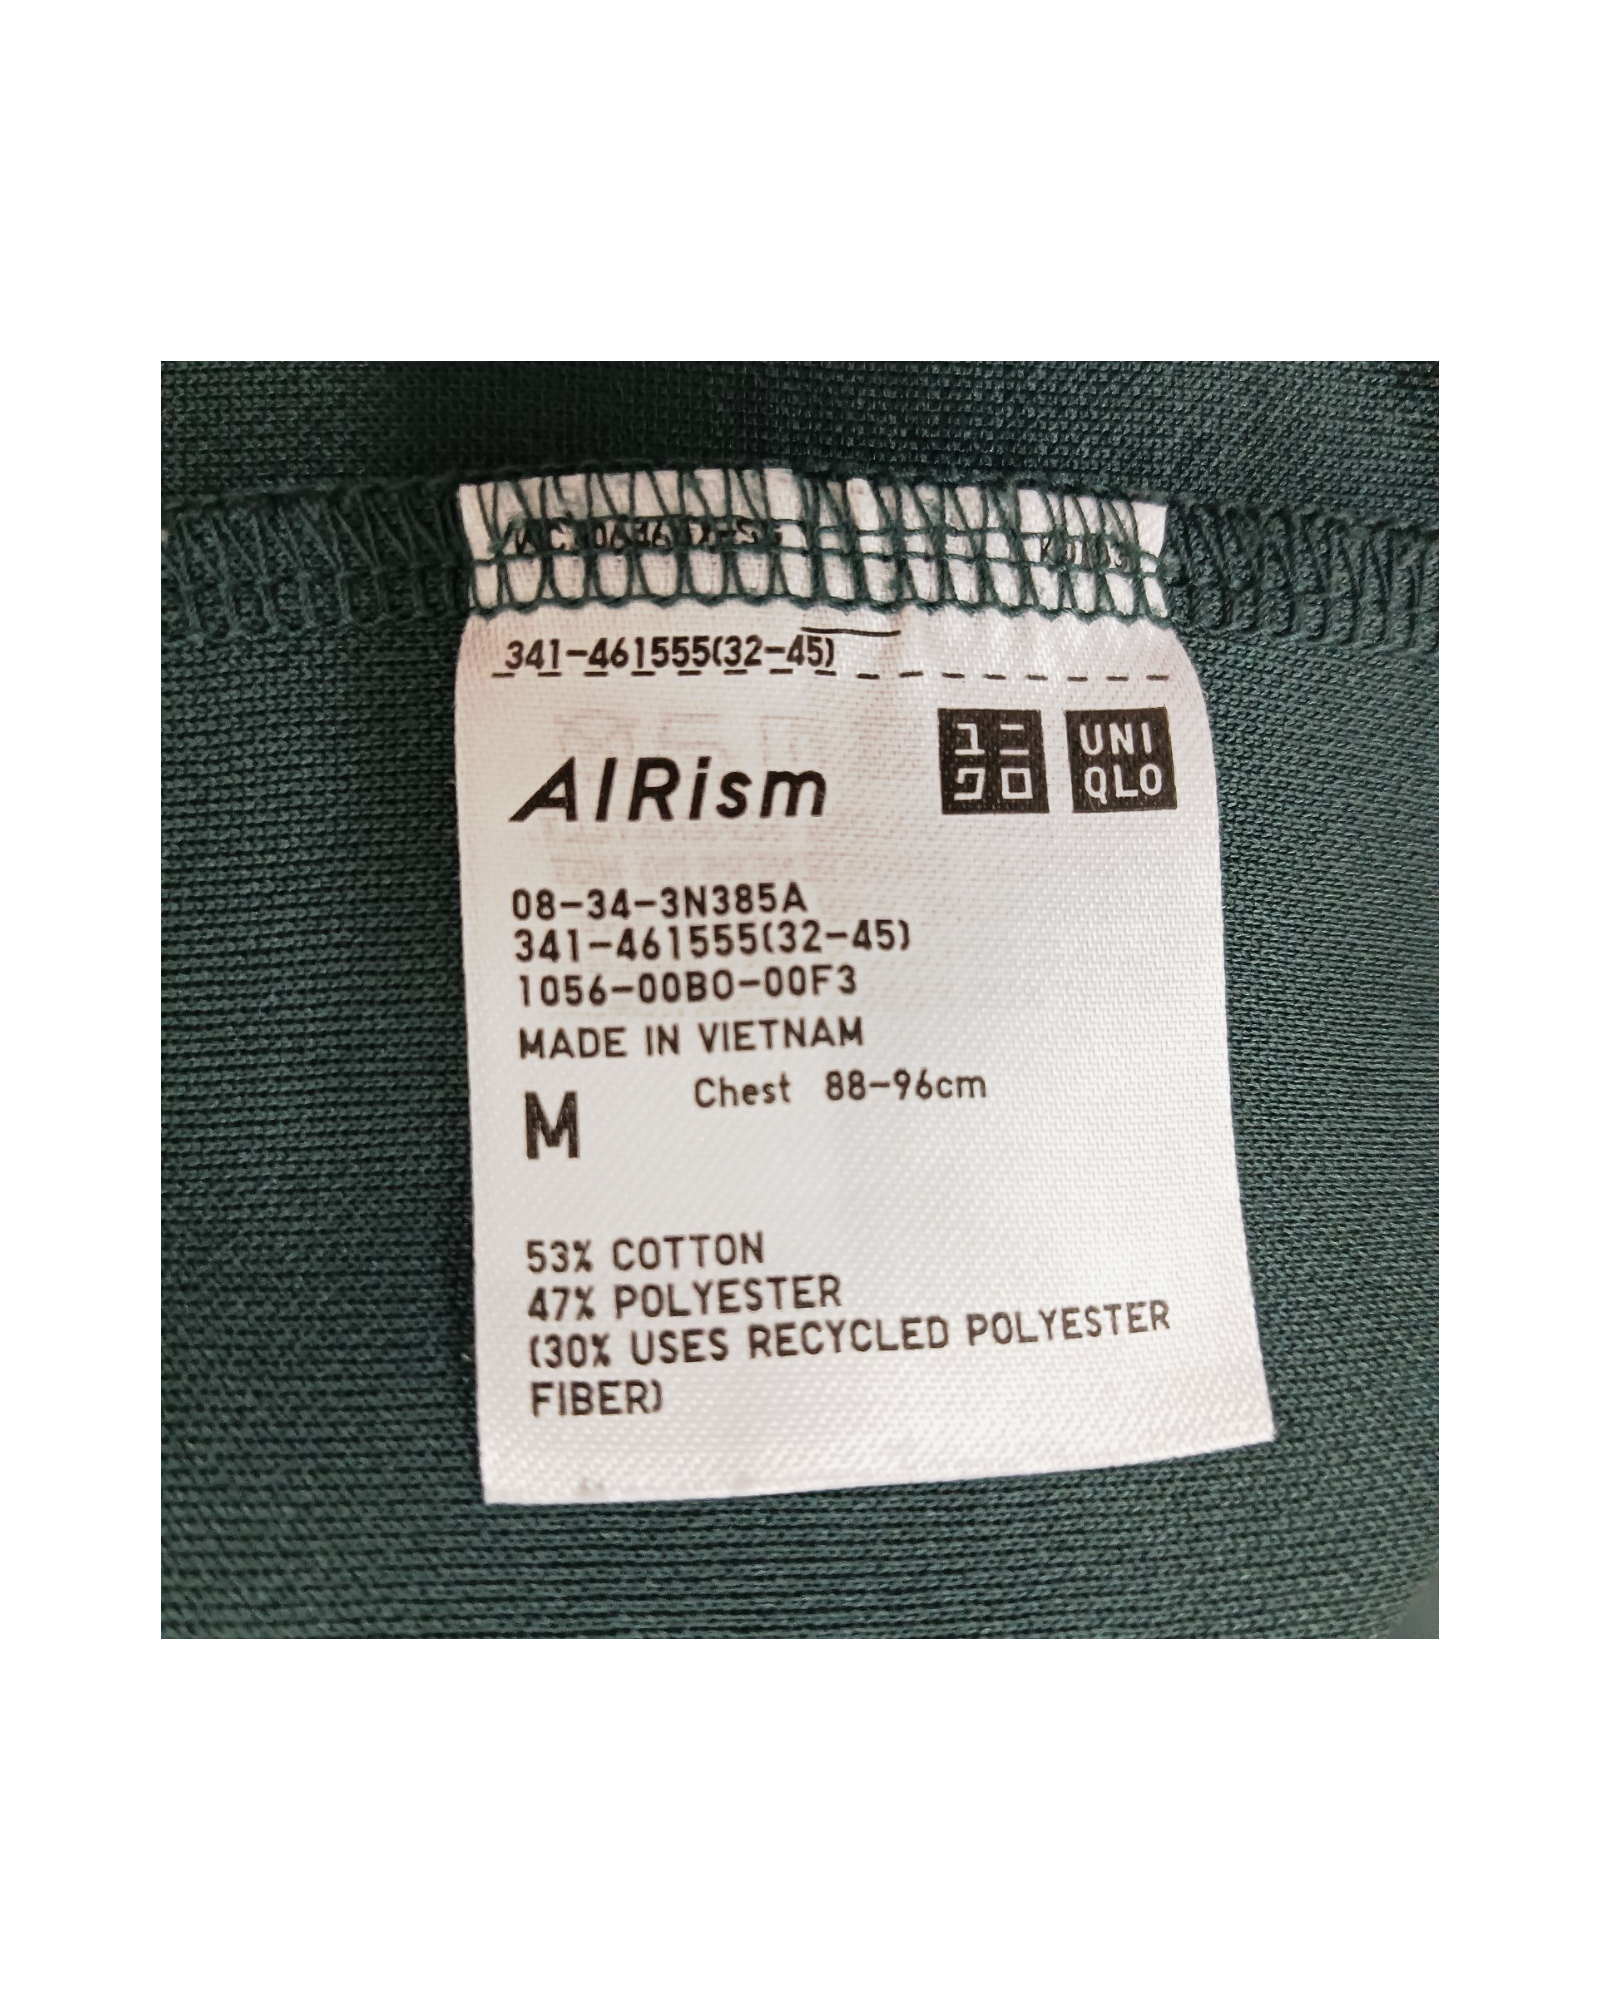 341-461555(32-45)
AIRism
ユニ
クロ
UNI
QLO
08-34-3N385A
341-461555(32-45)
1056-00B0-00F3
MADE IN VIETNAM
M
Chest 88-96cm
53% COTTON
47% POLYESTER
(30% USES RECYCLED POLYESTER
FIBER)